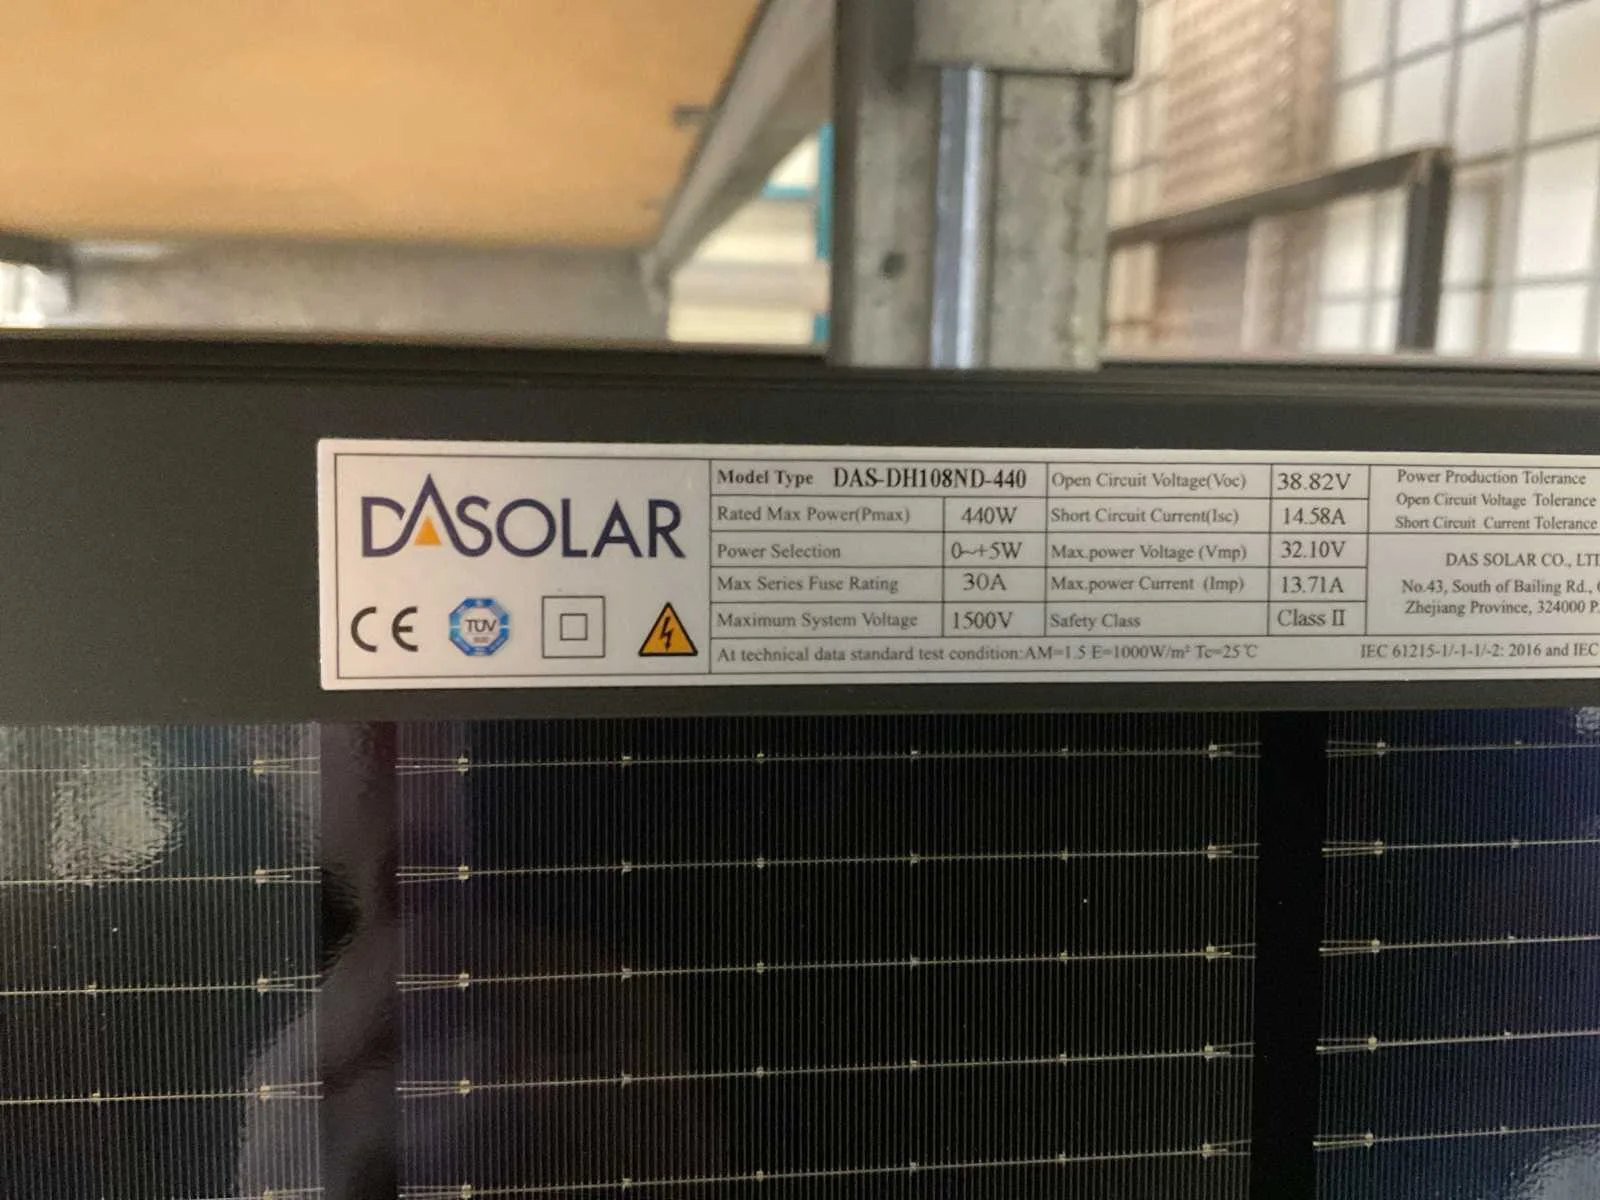 DASOLAR
CE
TÜV
Model Type DAS-DH108ND-440
Rated Max Power(Pmax) 440W
Power Selection 0~+5W
Max Series Fuse Rating 30A
Maximum System Voltage 1500V
Open Circuit Voltage(Voc) 38.82V
Short Circuit Current(Isc) 14.58A
Max.power Voltage (Vmp) 32.10V
Max.power Current (Imp) 13.71A
Safety Class Class II
Power Production Tolerance
Open Circuit Voltage Tolerance
Short Circuit Current Tolerance
DAS SOLAR CO., LT
No.43, South of Bailing Rd.,
Zhejiang Province, 324000 P.
At technical data standard test condition:AM=1.5 E=1000W/m² Tc=25℃
IEC 61215-1/-1-1/-2: 2016 and IEC